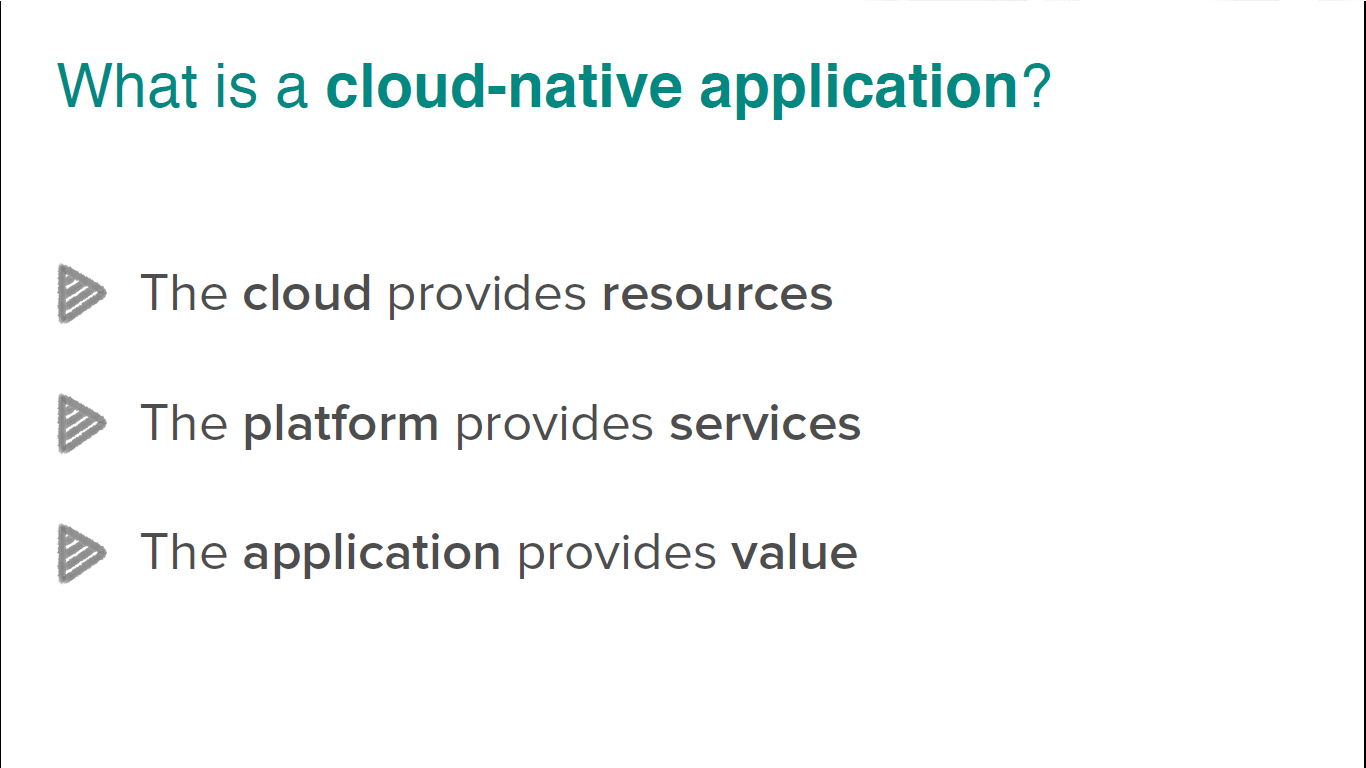 What is a cloud-native application?
The cloud provides resources
The platform provides services
The application provides value